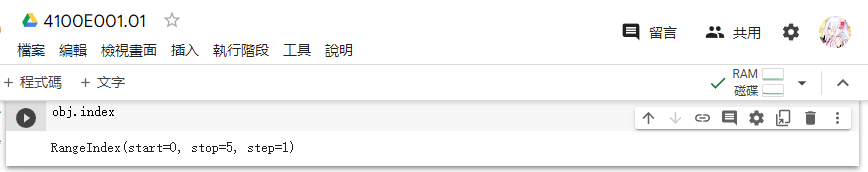 4100E001.01
留言
共用
檔案 編輯 檢視畫面 插入 執行階段 工具 說明
+ 程式碼 + 文字
RAM
磁碟
obj.index
RangeIndex(start=0, stop=5, step=1)